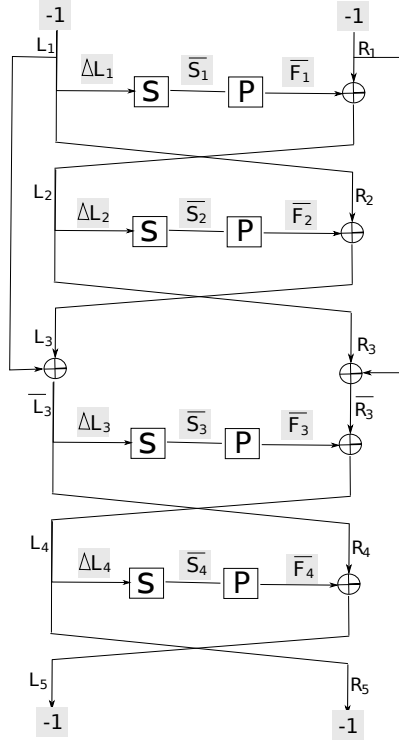 -1 -1
L₁ R₁
ΔL₁ S S̅₁ P F̅₁
L₂ R₂
ΔL₂ S S̅₂ P F̅₂
L₃ R₃
L̅₃ R̅₃
ΔL₃ S S̅₃ P F̅₃
L₄ R₄
ΔL₄ S S̅₄ P F̅₄
L₅ R₅
-1 -1